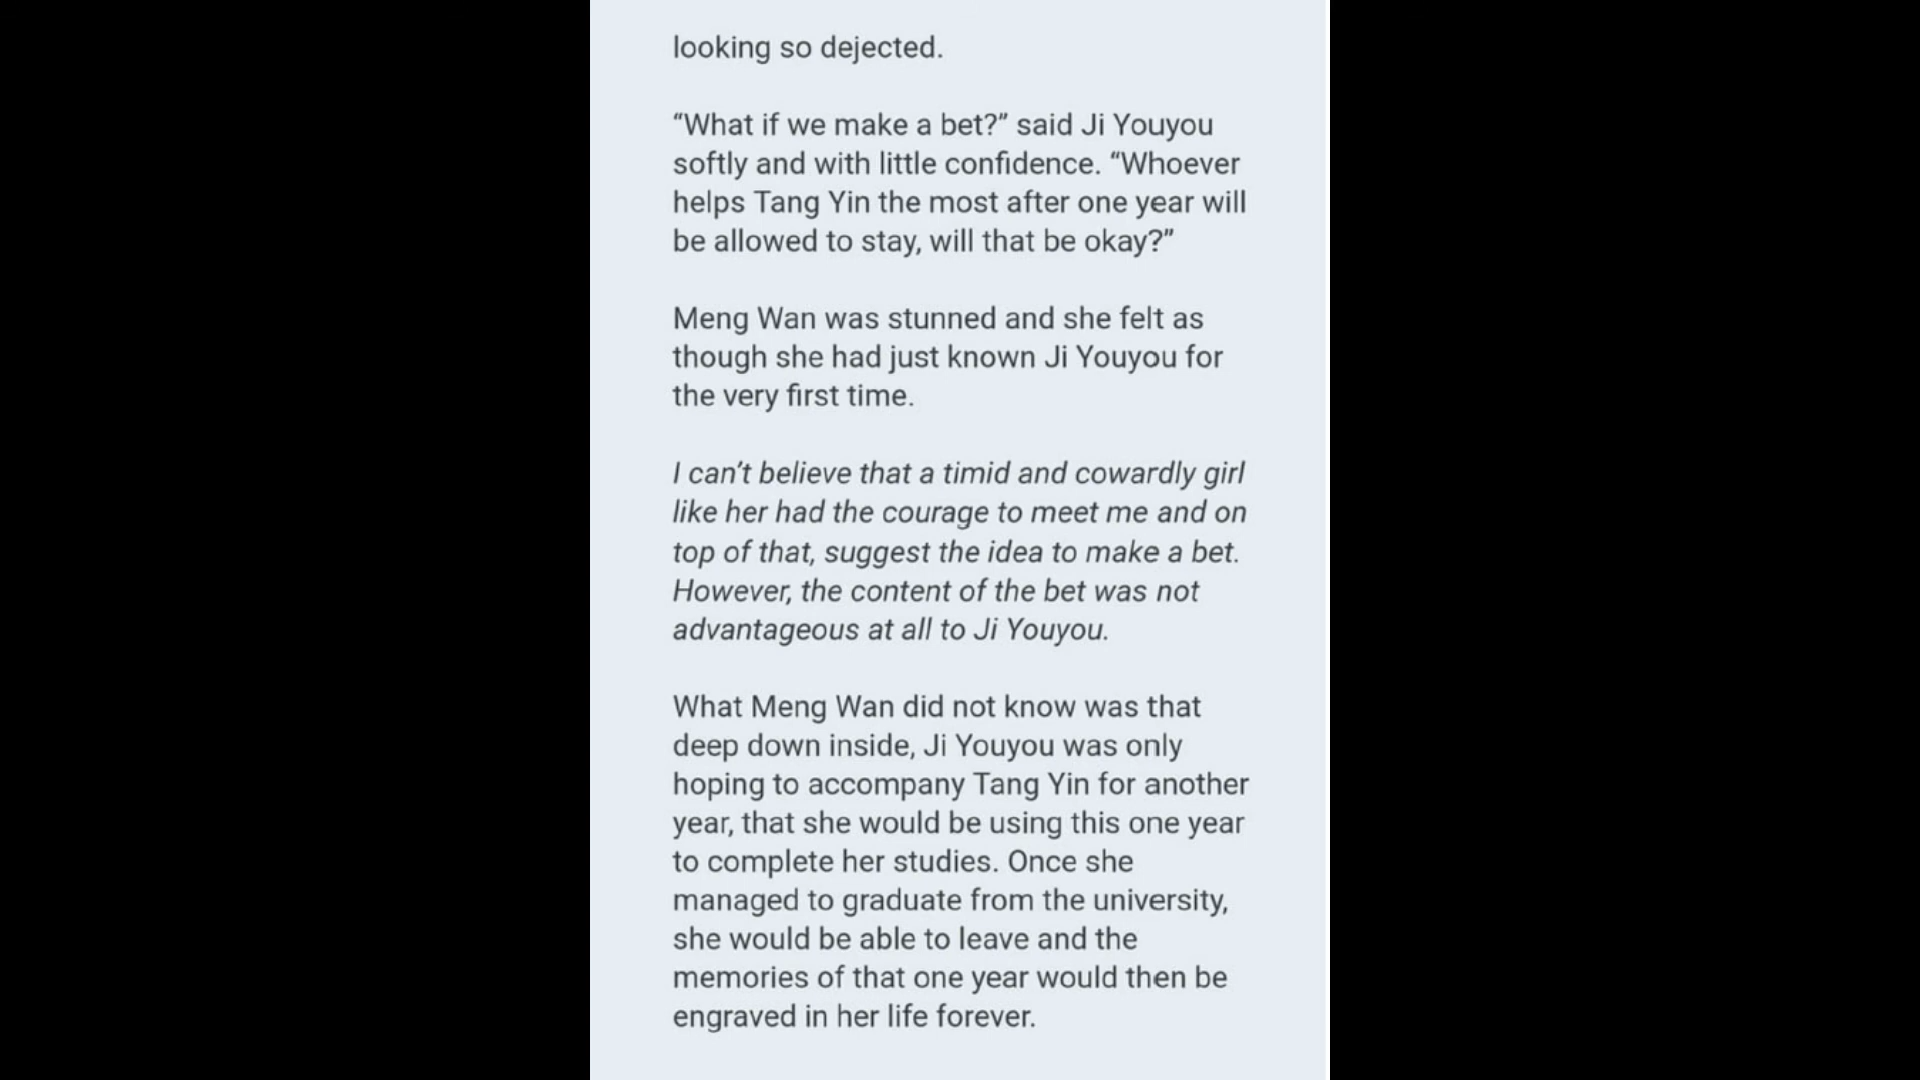 looking so dejected.
“What if we make a bet?” said Ji Youyou
softly and with little confidence. “Whoever
helps Tang Yin the most after one year will
be allowed to stay, will that be okay?”
Meng Wan was stunned and she felt as
though she had just known Ji Youyou for
the very first time.
I can’t believe that a timid and cowardly girl
like her had the courage to meet me and on
top of that, suggest the idea to make a bet.
However, the content of the bet was not
advantageous at all to Ji Youyou.
What Meng Wan did not know was that
deep down inside, Ji Youyou was only
hoping to accompany Tang Yin for another
year, that she would be using this one year
to complete her studies. Once she
managed to graduate from the university,
she would be able to leave and the
memories of that one year would then be
engraved in her life forever.